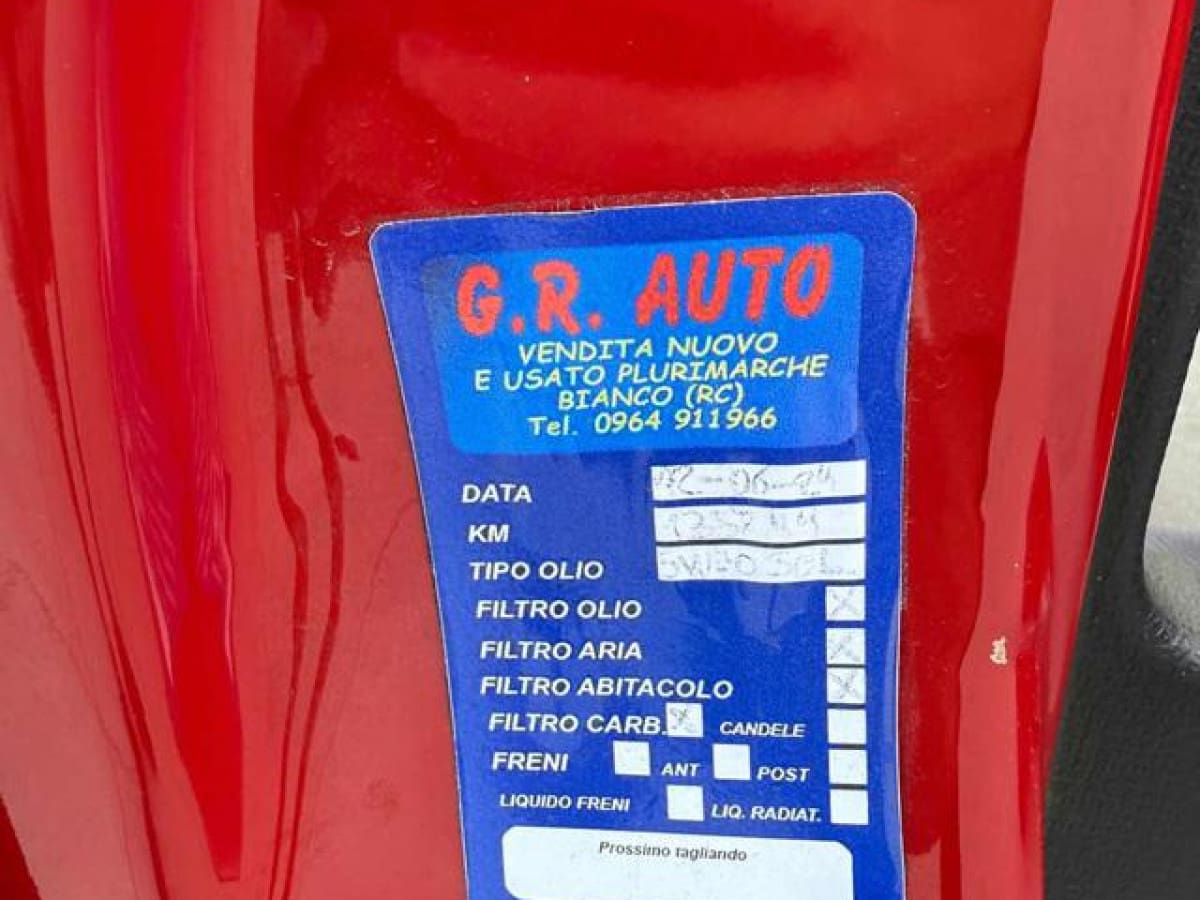 G.R. AUTO
VENDITA NUOVO
E USATO PLURIMARCHE
BIANCO (RC)
Tel. 0964 911966
DATA
KM
TIPO OLIO
FILTRO OLIO X
FILTRO ARIA X
FILTRO ABITACOLO X
FILTRO CARB. X CANDELE
FRENI ANT POST
LIQUIDO FRENI LIQ. RADIAT.
Prossimo tagliando